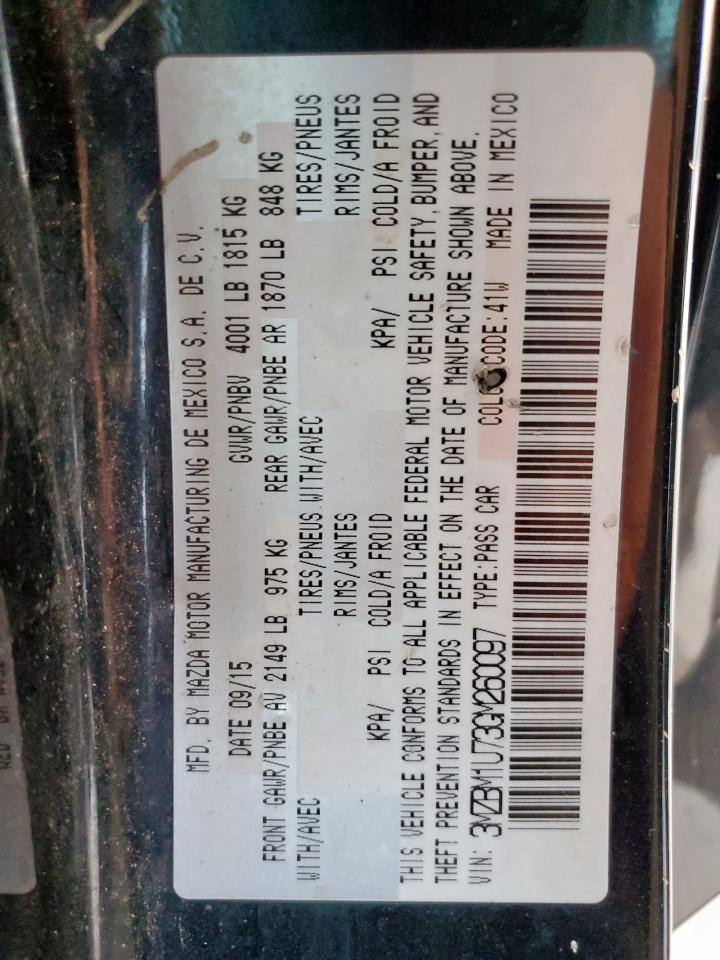 MFD. BY MAZDA MOTOR MANUFACTURING DE MEXICO S.A. DE C.V.
DATE 09/15 GVWR/PNBV 4001 LB 1815 KG
FRONT GAWR/PNBE AV 2149 LB 975 KG REAR GAWR/PNBE AR 1870 LB 848 KG
WITH/AVEC TIRES/PNEUS WITH/AVEC TIRES/PNEUS
RIMS/JANTES RIMS/JANTES
KPA/ PSI COLD/A FROID KPA/ PSI COLD/A FROID
THIS VEHICLE CONFORMS TO ALL APPLICABLE FEDERAL MOTOR VEHICLE SAFETY, BUMPER, AND
THEFT PREVENTION STANDARDS IN EFFECT ON THE DATE OF MANUFACTURE SHOWN ABOVE.
VIN: 3MZBM1U73GM260097 TYPE:PASS CAR COLOR CODE:41W MADE IN MEXICO